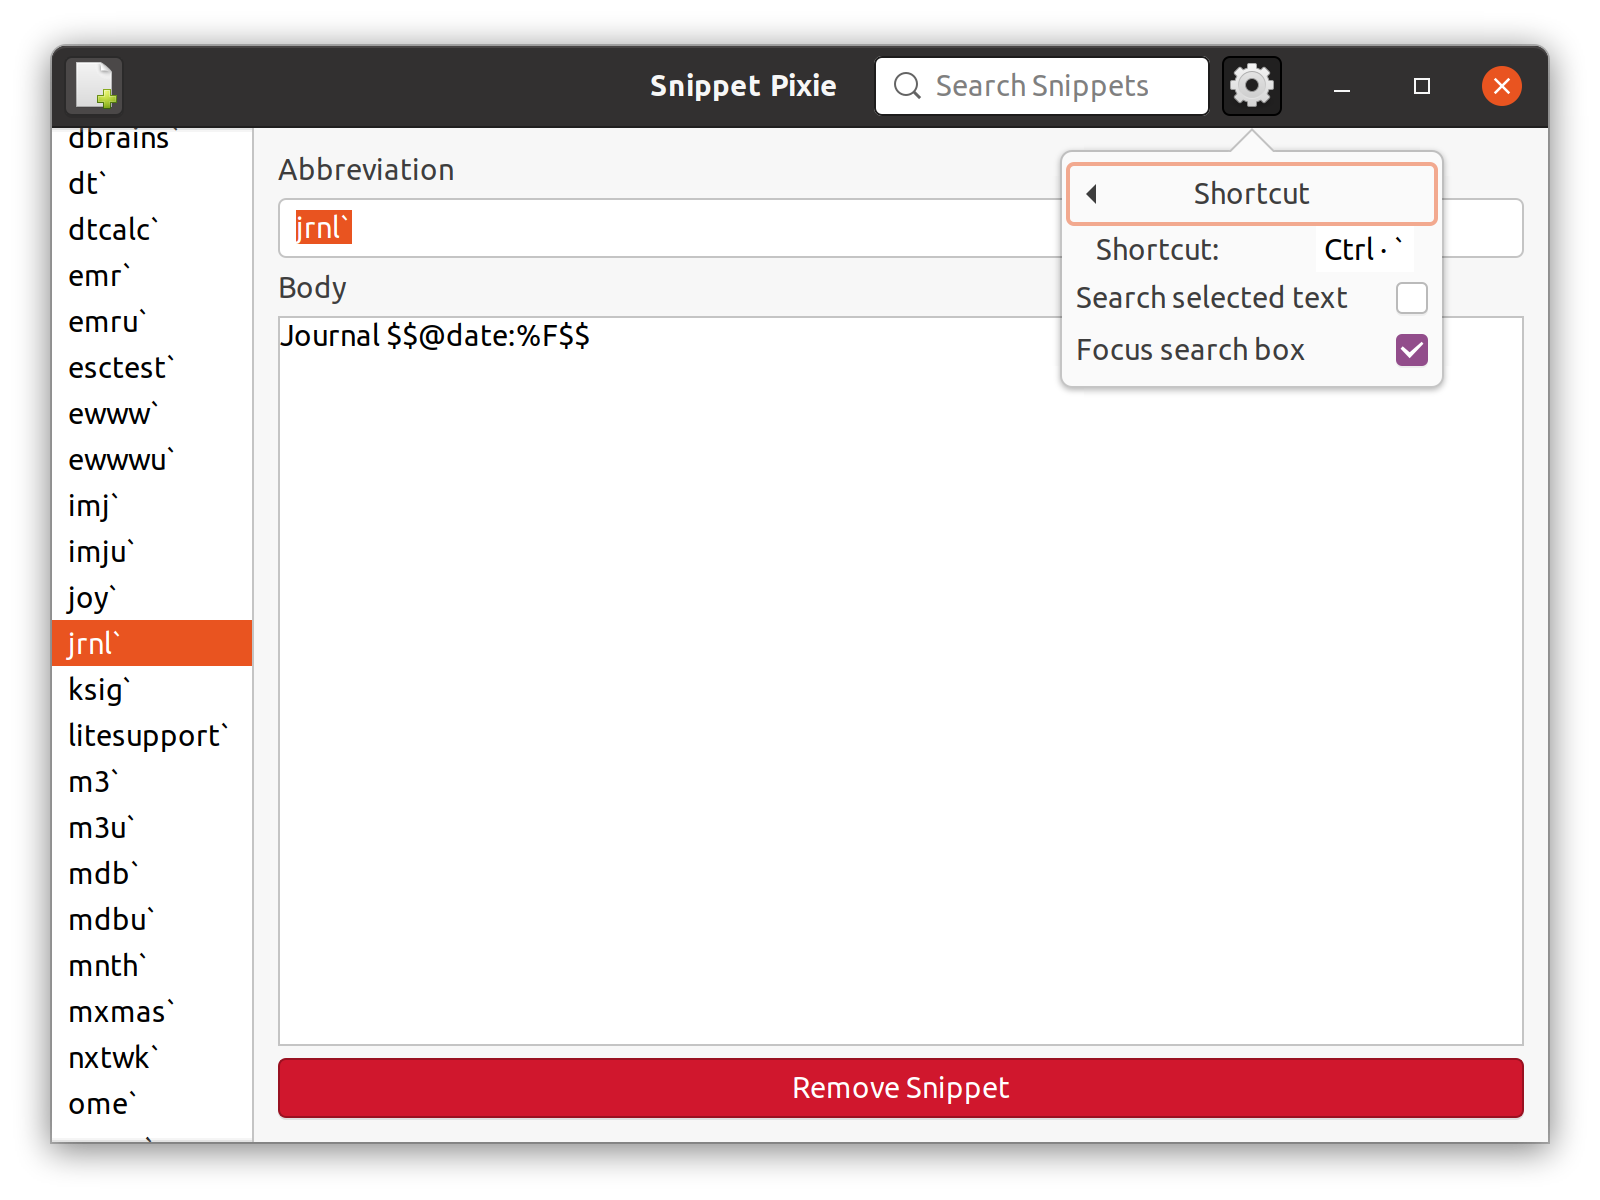 Snippet Pixie
Search Snippets
dbrains`
dt`
dtcalc`
emr`
emru`
esctest`
ewww`
ewwwu`
imj`
imju`
joy`
jrnl`
ksig`
litesupport`
m3`
m3u`
mdb`
mdbu`
mnth`
mxmas`
nxtwk`
ome`
Abbreviation
jrnl`
Body
Journal $$@date:%F$$
Shortcut
Shortcut: Ctrl · `
Search selected text
Focus search box
Remove Snippet